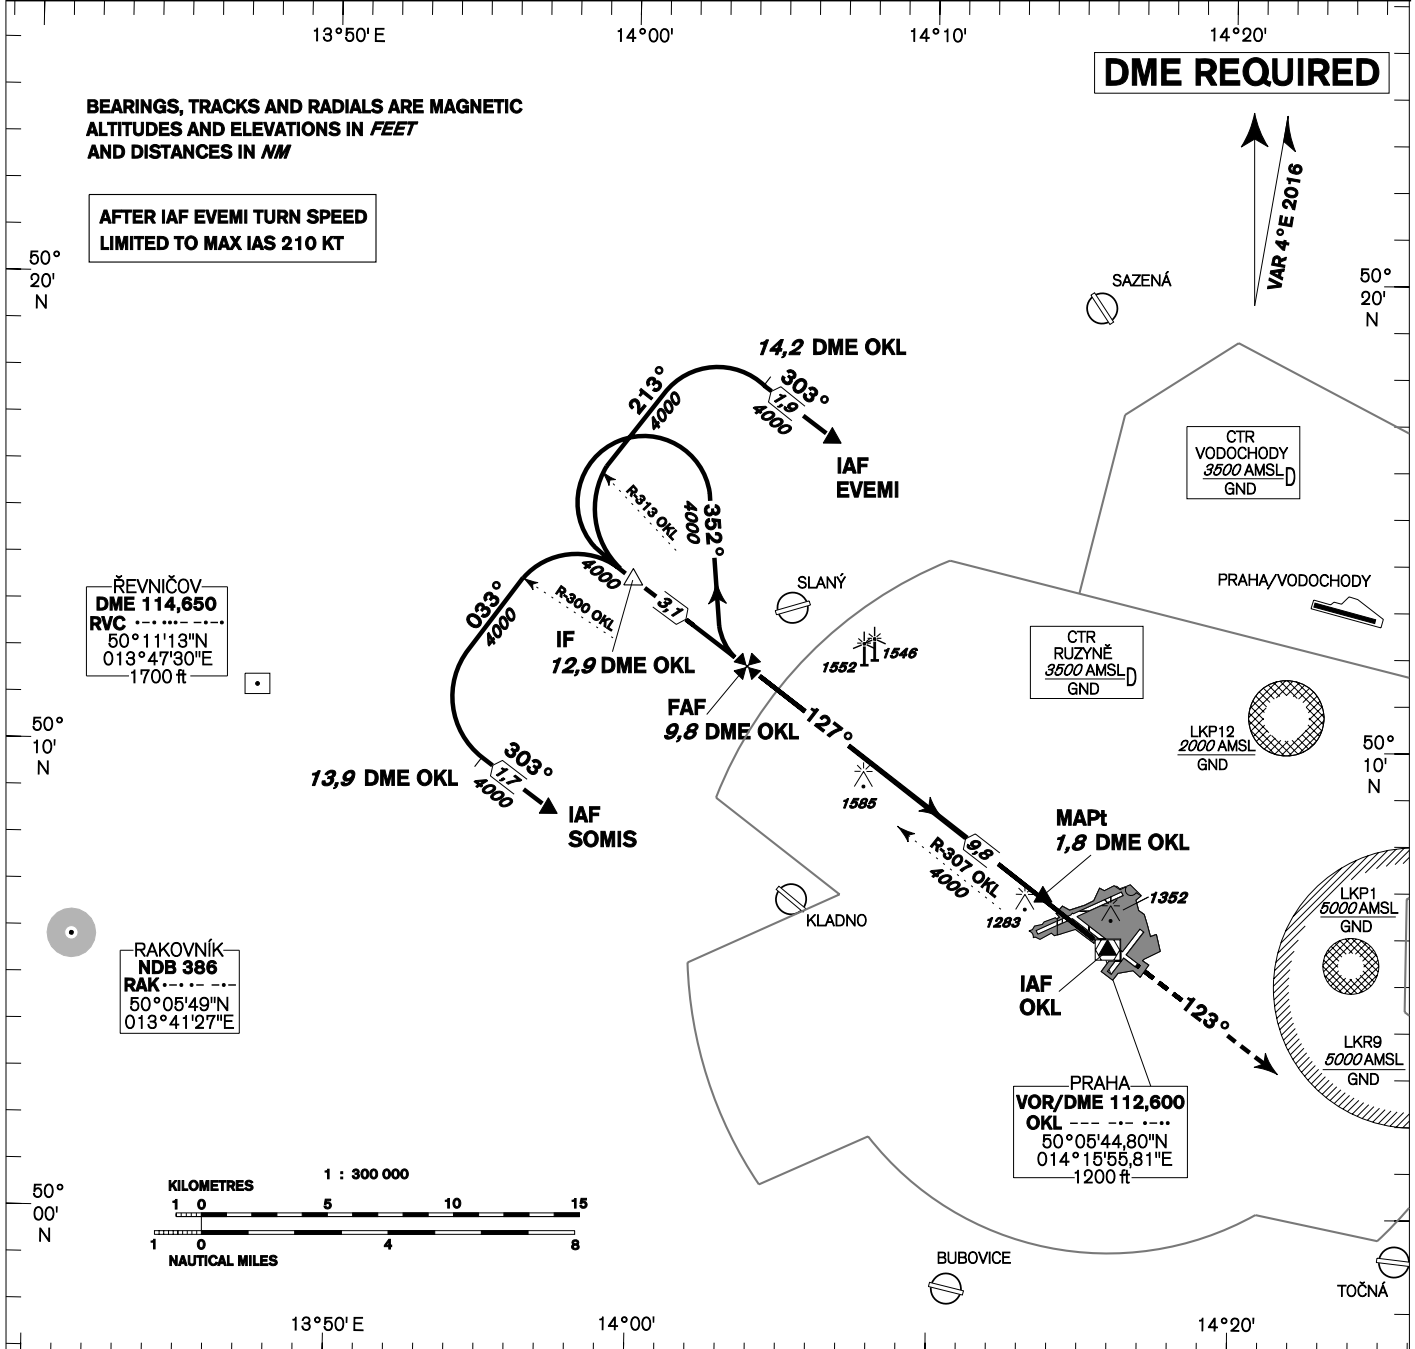 13°50' E
14°00'
14°10'
14°20'
DME REQUIRED
BEARINGS, TRACKS AND RADIALS ARE MAGNETIC
ALTITUDES AND ELEVATIONS IN FEET
AND DISTANCES IN NM
AFTER IAF EVEMI TURN SPEED
LIMITED TO MAX IAS 210 KT
VAR 4°E 2016
50°
20'
N
50°
20'
N
SAZENÁ
14,2 DME OKL
213°
4000
303°
1,9
4000
IAF
EVEMI
CTR
VODOCHODY
3500 AMSL D
GND
R-313 OKL
352°
4000
4000
3,1
SLANÝ
PRAHA/VODOCHODY
ŘEVNIČOV
DME 114,650
RVC ·–· ···– –·–·
50°11'13"N
013°47'30"E
1700 ft
033°
4000
R-300 OKL
IF
12,9 DME OKL
1552
1546
CTR
RUZYNĚ
3500 AMSL D
GND
FAF
9,8 DME OKL
127°
LKP12
2000 AMSL
GND
50°
10'
N
50°
10'
N
13,9 DME OKL
303°
1,7
4000
IAF
SOMIS
1585
MAPt
1,8 DME OKL
9,8
R-307 OKL
4000
1283
1352
KLADNO
LKP1
5000 AMSL
GND
RAKOVNÍK
NDB 386
RAK ·–· ·– –·–
50°05'49"N
013°41'27"E
IAF
OKL
123°
LKR9
5000 AMSL
GND
PRAHA
VOR/DME 112,600
OKL ––– –·– ·–··
50°05'44,80"N
014°15'55,81"E
1200 ft
1 : 300 000
KILOMETRES
1 0 5 10 15
1 0 4 8
NAUTICAL MILES
50°
00'
N
BUBOVICE
TOČNÁ
13°50' E
14°00'
14°20'